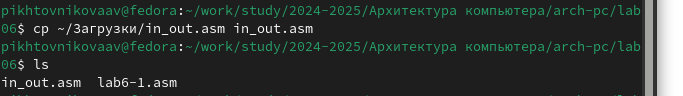 pikhtovnikovaav@fedora:~/work/study/2024-2025/Архитектура компьютера/arch-pc/lab
06$ cp ~/Загрузки/in_out.asm in_out.asm
pikhtovnikovaav@fedora:~/work/study/2024-2025/Архитектура компьютера/arch-pc/lab
06$ ls
in_out.asm  lab6-1.asm